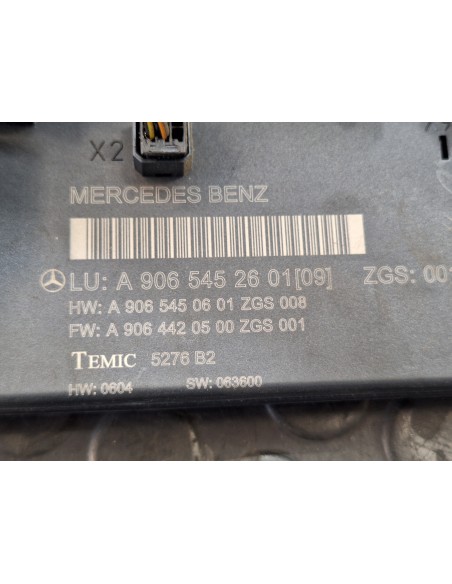 X2
MERCEDES BENZ
LU: A 906 545 26 01[09] ZGS: 001
HW: A 906 545 06 01 ZGS 008
FW: A 906 442 05 00 ZGS 001
TEMIC 5276 B2
HW: 0604 SW: 063600